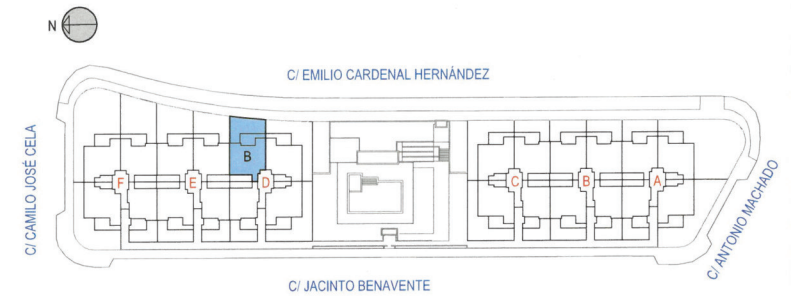 N
C/ EMILIO CARDENAL HERNÁNDEZ
C/ CAMILO JOSÉ CELA
B
F
E
D
C
B
A
C/ ANTONIO MACHADO
C/ JACINTO BENAVENTE